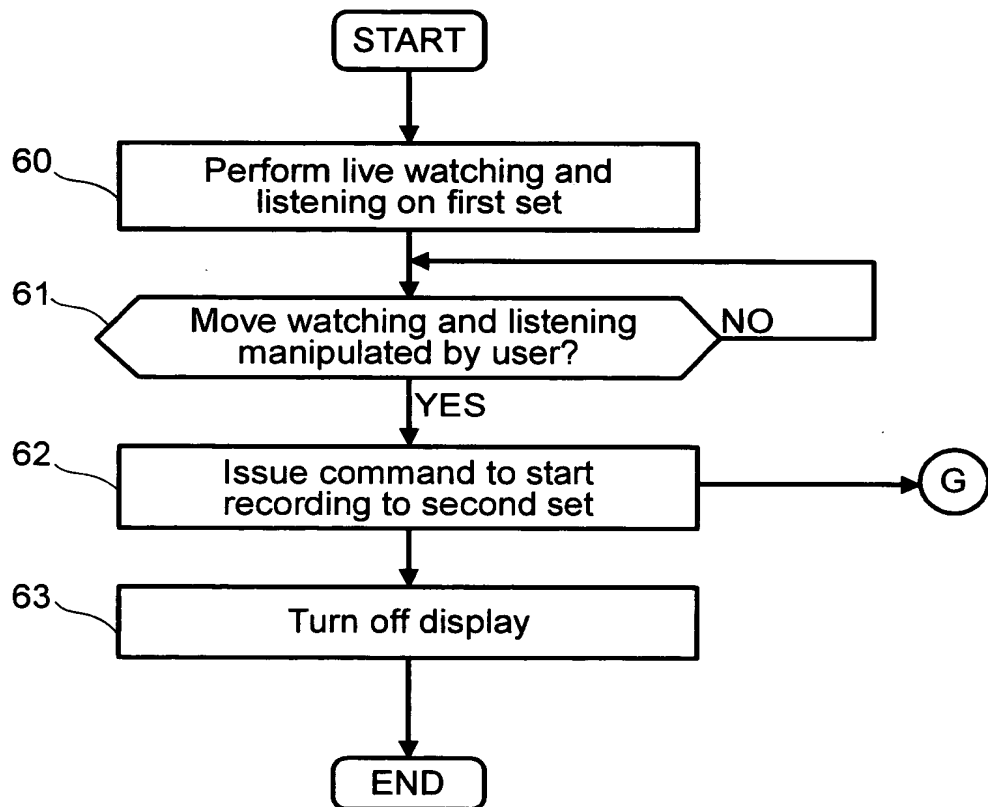 START
60
Perform live watching and
listening on first set
61
Move watching and listening
manipulated by user?
NO
YES
62
Issue command to start
recording to second set
G
63
Turn off display
END